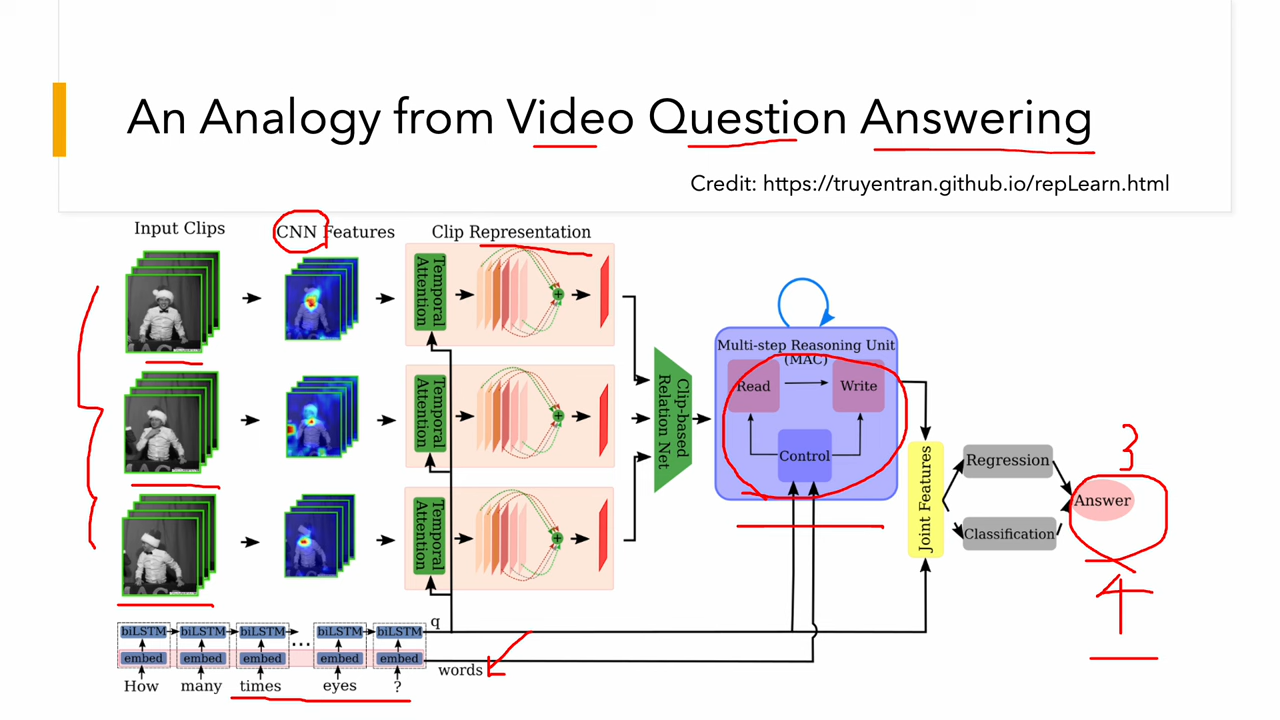 An Analogy from Video Question Answering
Credit: https://truyentran.github.io/repLearn.html
Input Clips
CNN Features
Clip Representation
Temporal
Attention
+
Temporal
Attention
+
Temporal
Attention
+
Clip-based
Relation Net
Multi-step Reasoning Unit
(MAC)
Read
Write
Control
Joint Features
Regression
Classification
3
Answer
4
biLSTM biLSTM biLSTM ... biLSTM biLSTM q
embed embed embed embed embed
words
How many times eyes ?